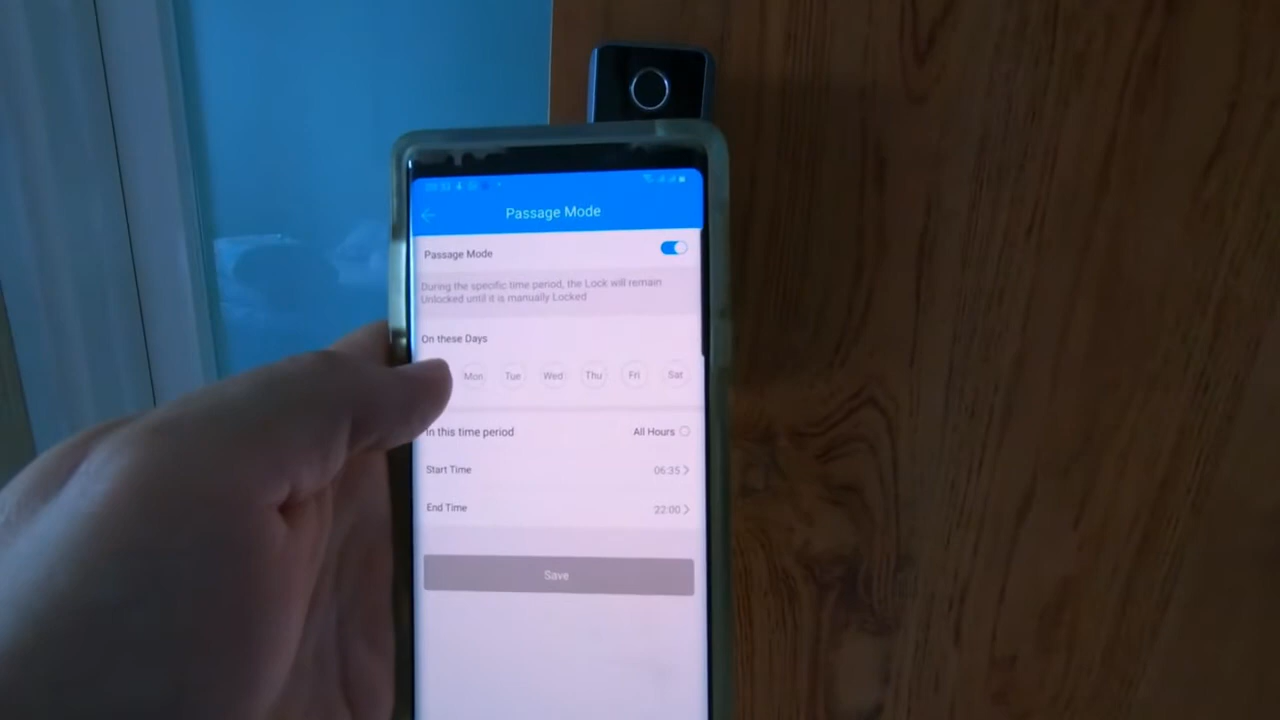 Passage Mode
Passage Mode
During the specific time period, the Lock will remain
Unlocked until it is manually Locked
On these Days
Mon Tue Wed Thu Fri Sat
In this time period All Hours
Start Time 06:35
End Time 22:00
Save